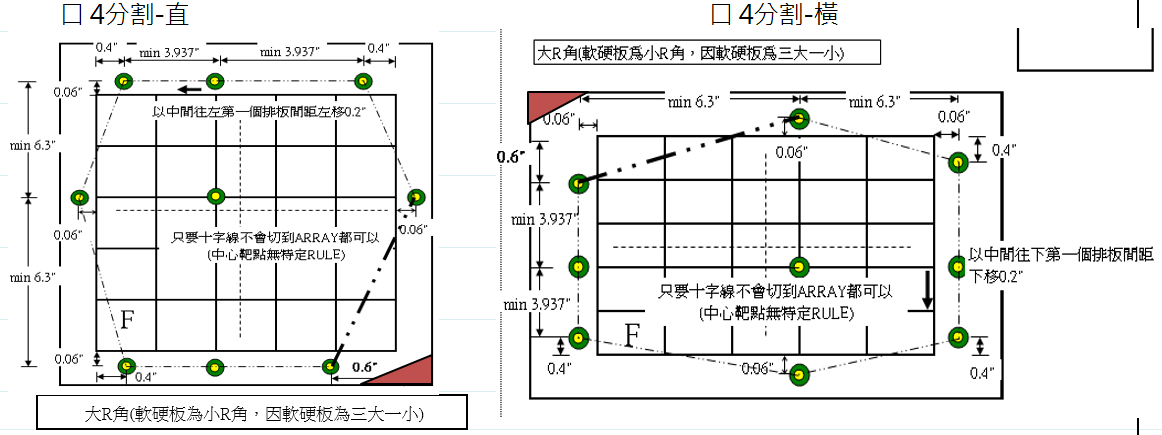 口 4分割-直
0.4"
min 3.937"
min 3.937"
0.4"
0.06"
以中間往左第一個排板間距左移0.2"
min 6.3"
0.06"
0.06"
只要十字線不會切到ARRAY都可以
(中心靶點無特定RULE)
min 6.3"
F
0.06"
0.4"
0.6"
大R角(軟硬板為小R角，因軟硬板為三大一小)
口 4分割-橫
大R角(軟硬板爲小R角，因軟硬板爲三大一小)
min 6.3"
min 6.3"
0.06"
0.06"
0.6"
0.06"
0.4"
min 3.937"
以中間往下第一個排板間距
下移0.2"
只要十字線不會切到ARRAY都可以
(中心靶點無特定RULE)
min 3.937"
F
0.4"
0.06"
0.4"